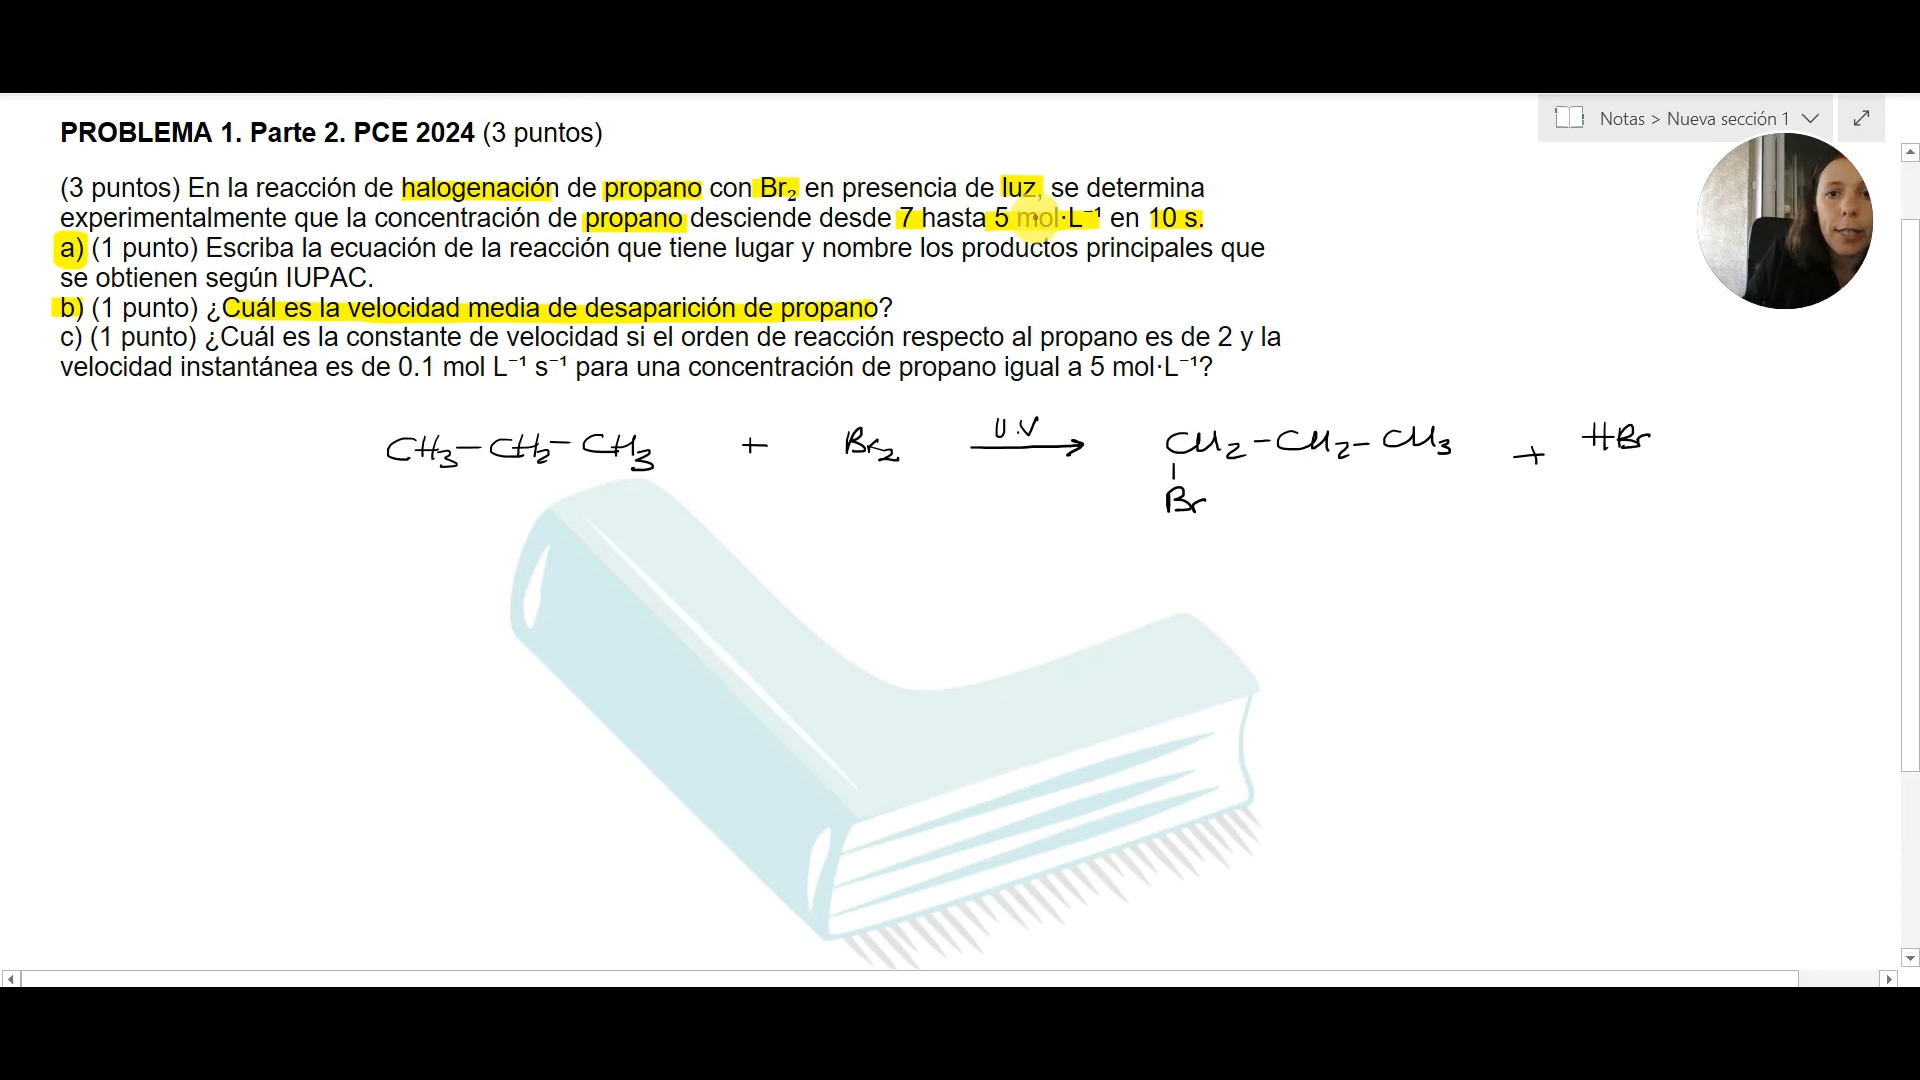 PROBLEMA 1. Parte 2. PCE 2024 (3 puntos)
Notas > Nueva sección 1
(3 puntos) En la reacción de halogenación de propano con Br₂ en presencia de luz, se determina
experimentalmente que la concentración de propano desciende desde 7 hasta 5 mol·L⁻¹ en 10 s.
a) (1 punto) Escriba la ecuación de la reacción que tiene lugar y nombre los productos principales que
se obtienen según IUPAC.
b) (1 punto) ¿Cuál es la velocidad media de desaparición de propano?
c) (1 punto) ¿Cuál es la constante de velocidad si el orden de reacción respecto al propano es de 2 y la
velocidad instantánea es de 0.1 mol L⁻¹ s⁻¹ para una concentración de propano igual a 5 mol·L⁻¹?
U.V
CH₃-CH₂-CH₃ + Br₂ → CH₂-CH₂-CH₃ + HBr
Br